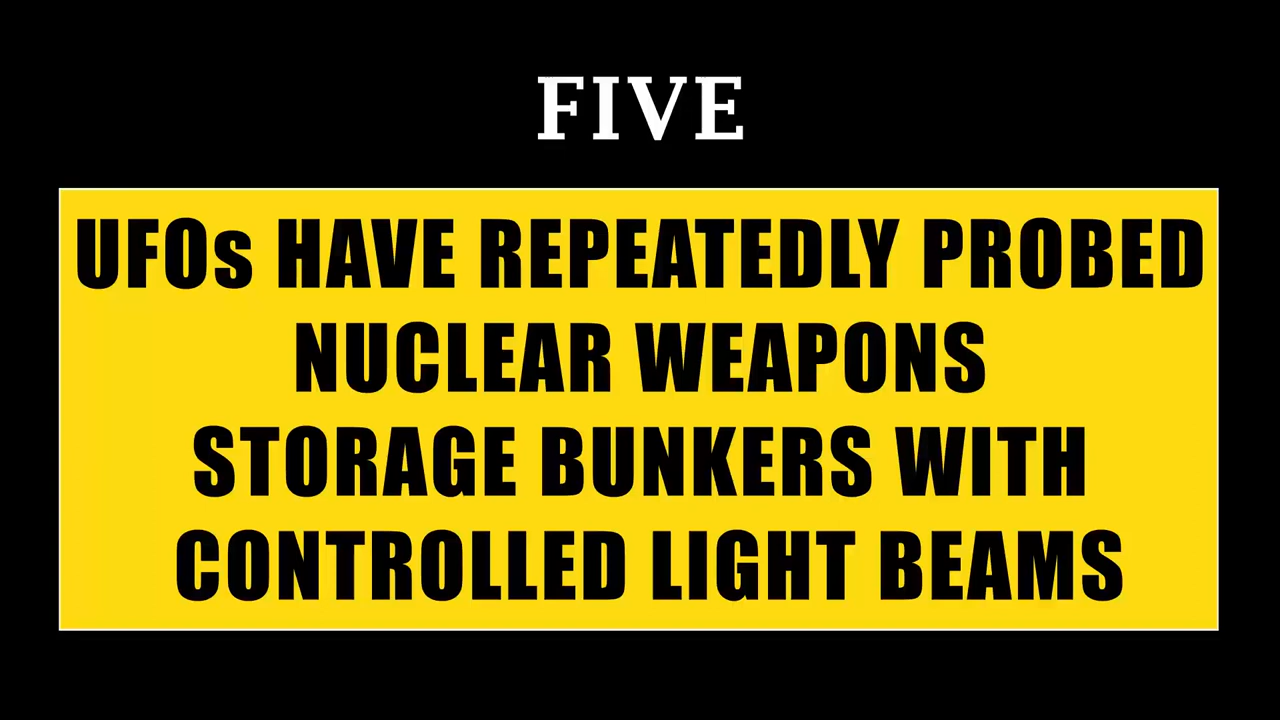 FIVE
UFOs HAVE REPEATEDLY PROBED
NUCLEAR WEAPONS
STORAGE BUNKERS WITH
CONTROLLED LIGHT BEAMS